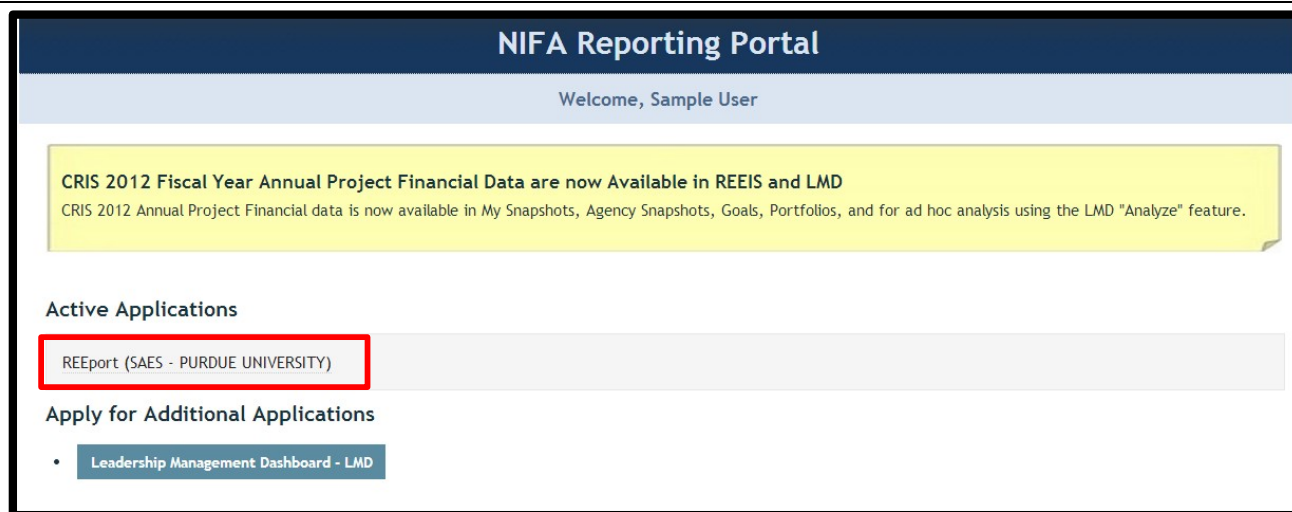 NIFA Reporting Portal
Welcome, Sample User
CRIS 2012 Fiscal Year Annual Project Financial Data are now Available in REEIS and LMD
CRIS 2012 Annual Project Financial data is now available in My Snapshots, Agency Snapshots, Goals, Portfolios, and for ad hoc analysis using the LMD "Analyze" feature.
Active Applications
REEport (SAES - PURDUE UNIVERSITY)
Apply for Additional Applications
• Leadership Management Dashboard - LMD